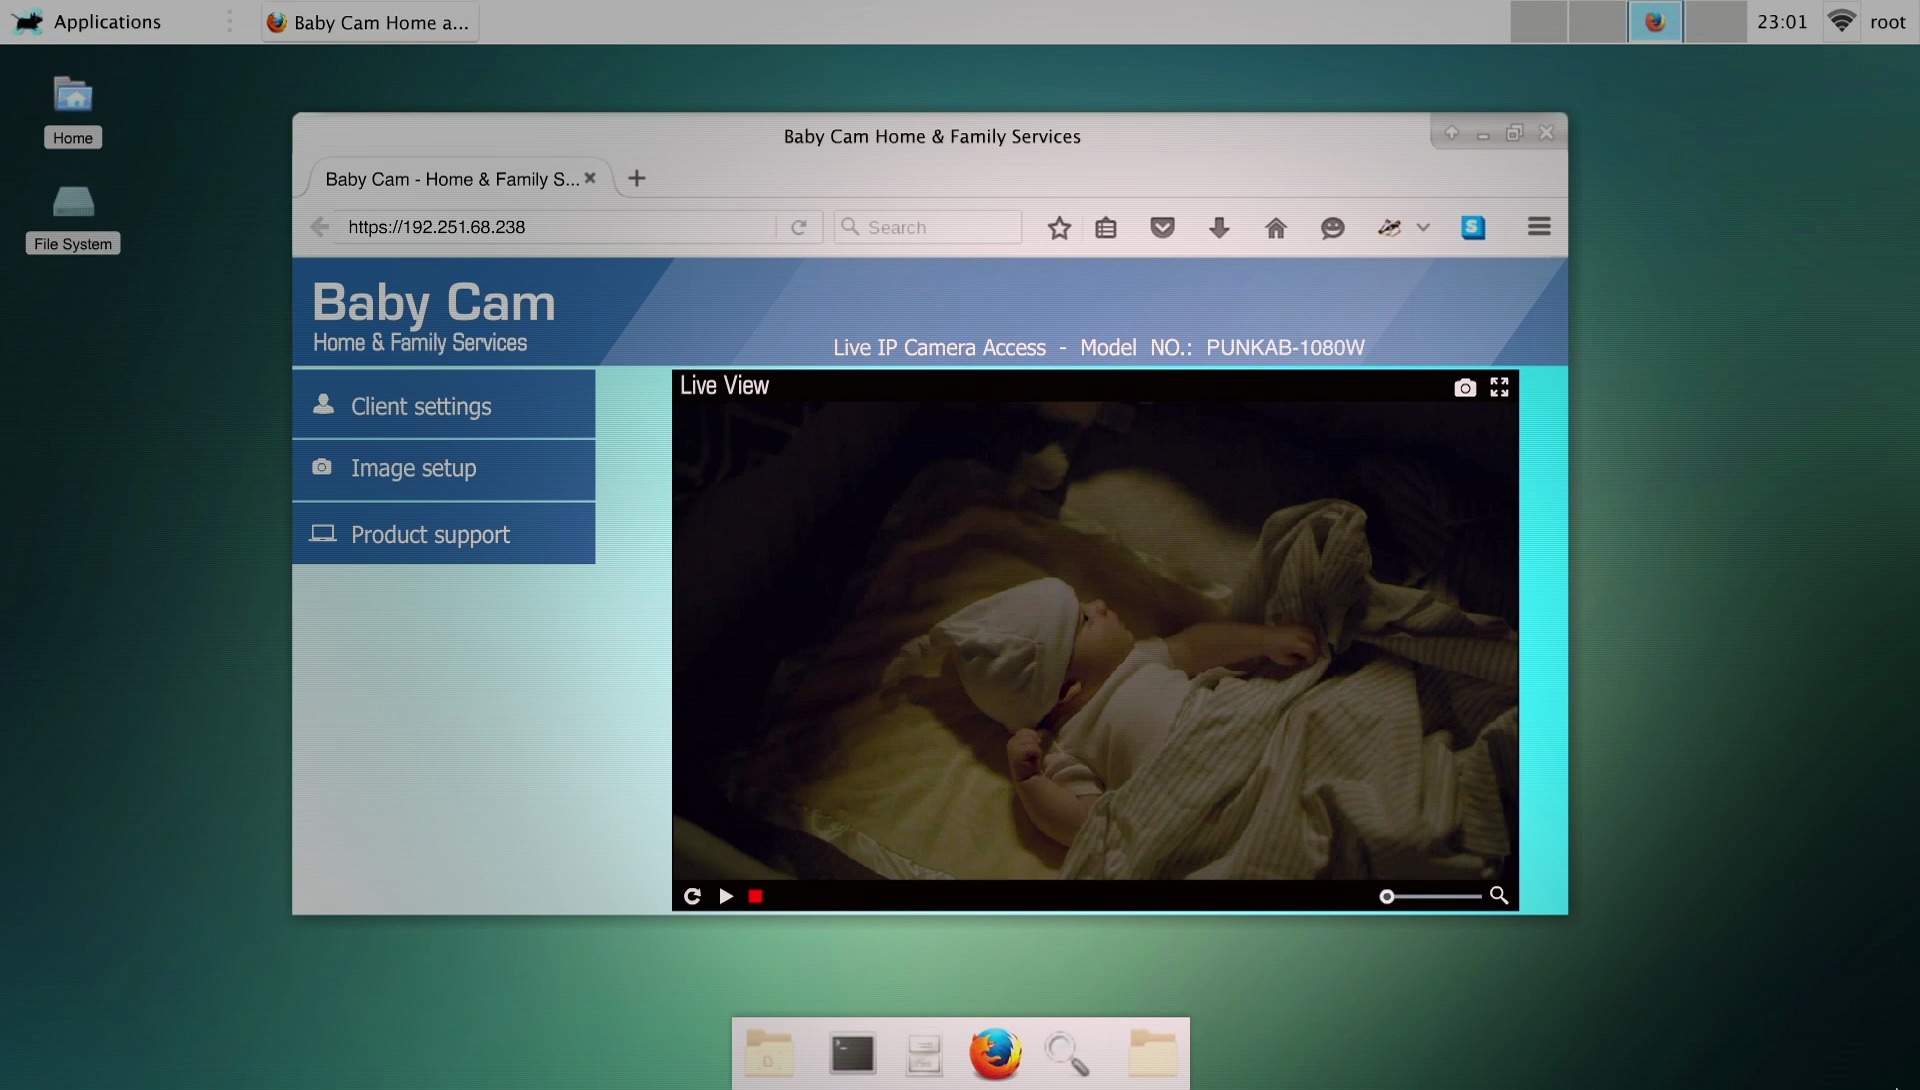 Applications
Baby Cam Home a...
23:01
root
Home
File System
Baby Cam Home & Family Services
Baby Cam - Home & Family S...
https://192.251.68.238
Search
S
Baby Cam
Home & Family Services
Live IP Camera Access - Model NO.: PUNKAB-1080W
Client settings
Image setup
Product support
Live View